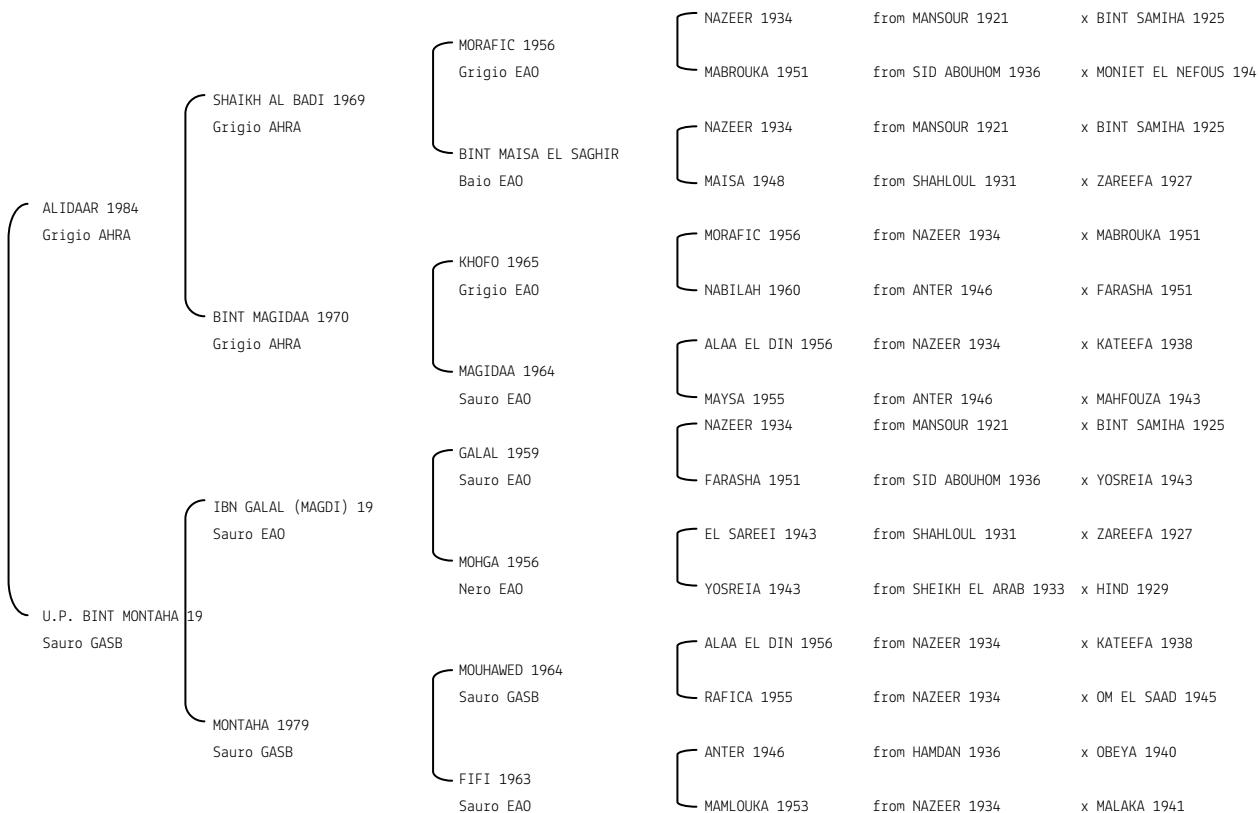 NAZEER 1934 from MANSOUR 1921 x BINT SAMIHA 1925
MORAFIC 1956
Grigio EAO
MABROUKA 1951 from SID ABOUHOM 1936 x MONIET EL NEFOUS 194
SHAIKH AL BADI 1969
Grigio AHRA
NAZEER 1934 from MANSOUR 1921 x BINT SAMIHA 1925
BINT MAISA EL SAGHIR
Baio EAO
MAISA 1948 from SHAHLOUL 1931 x ZAREEFA 1927
ALIDAAR 1984
Grigio AHRA
MORAFIC 1956 from NAZEER 1934 x MABROUKA 1951
KHOFO 1965
Grigio EAO
NABILAH 1960 from ANTER 1946 x FARASHA 1951
BINT MAGIDAA 1970
Grigio AHRA
ALAA EL DIN 1956 from NAZEER 1934 x KATEEFA 1938
MAGIDAA 1964
Sauro EAO
MAYSA 1955 from ANTER 1946 x MAHFOUZA 1943
NAZEER 1934 from MANSOUR 1921 x BINT SAMIHA 1925
GALAL 1959
Sauro EAO
FARASHA 1951 from SID ABOUHOM 1936 x YOSREIA 1943
IBN GALAL (MAGDI) 19
Sauro EAO
EL SAREEI 1943 from SHAHLOUL 1931 x ZAREEFA 1927
MOHGA 1956
Nero EAO
YOSREIA 1943 from SHEIKH EL ARAB 1933 x HIND 1929
U.P. BINT MONTAHA 19
Sauro GASB
ALAA EL DIN 1956 from NAZEER 1934 x KATEEFA 1938
MOUHAWED 1964
Sauro GASB
RAFICA 1955 from NAZEER 1934 x OM EL SAAD 1945
MONTAHA 1979
Sauro GASB
ANTER 1946 from HAMDAN 1936 x OBEYA 1940
FIFI 1963
Sauro EAO
MAMLOUKA 1953 from NAZEER 1934 x MALAKA 1941